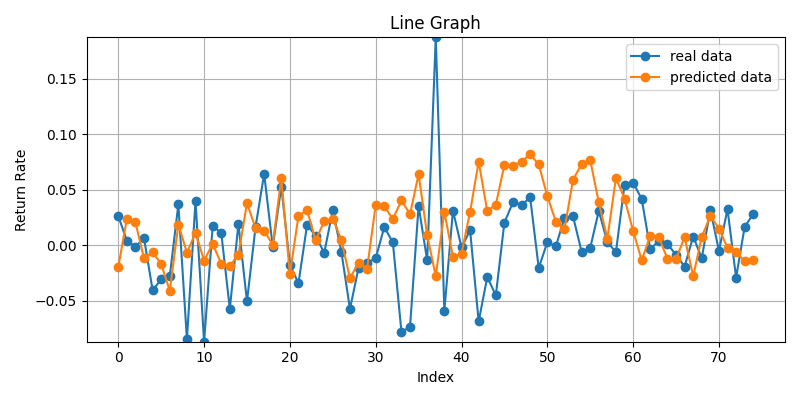 Line Graph
real data
predicted data
Return Rate
0.15
0.10
0.05
0.00
−0.05
0 10 20 30 40 50 60 70
Index